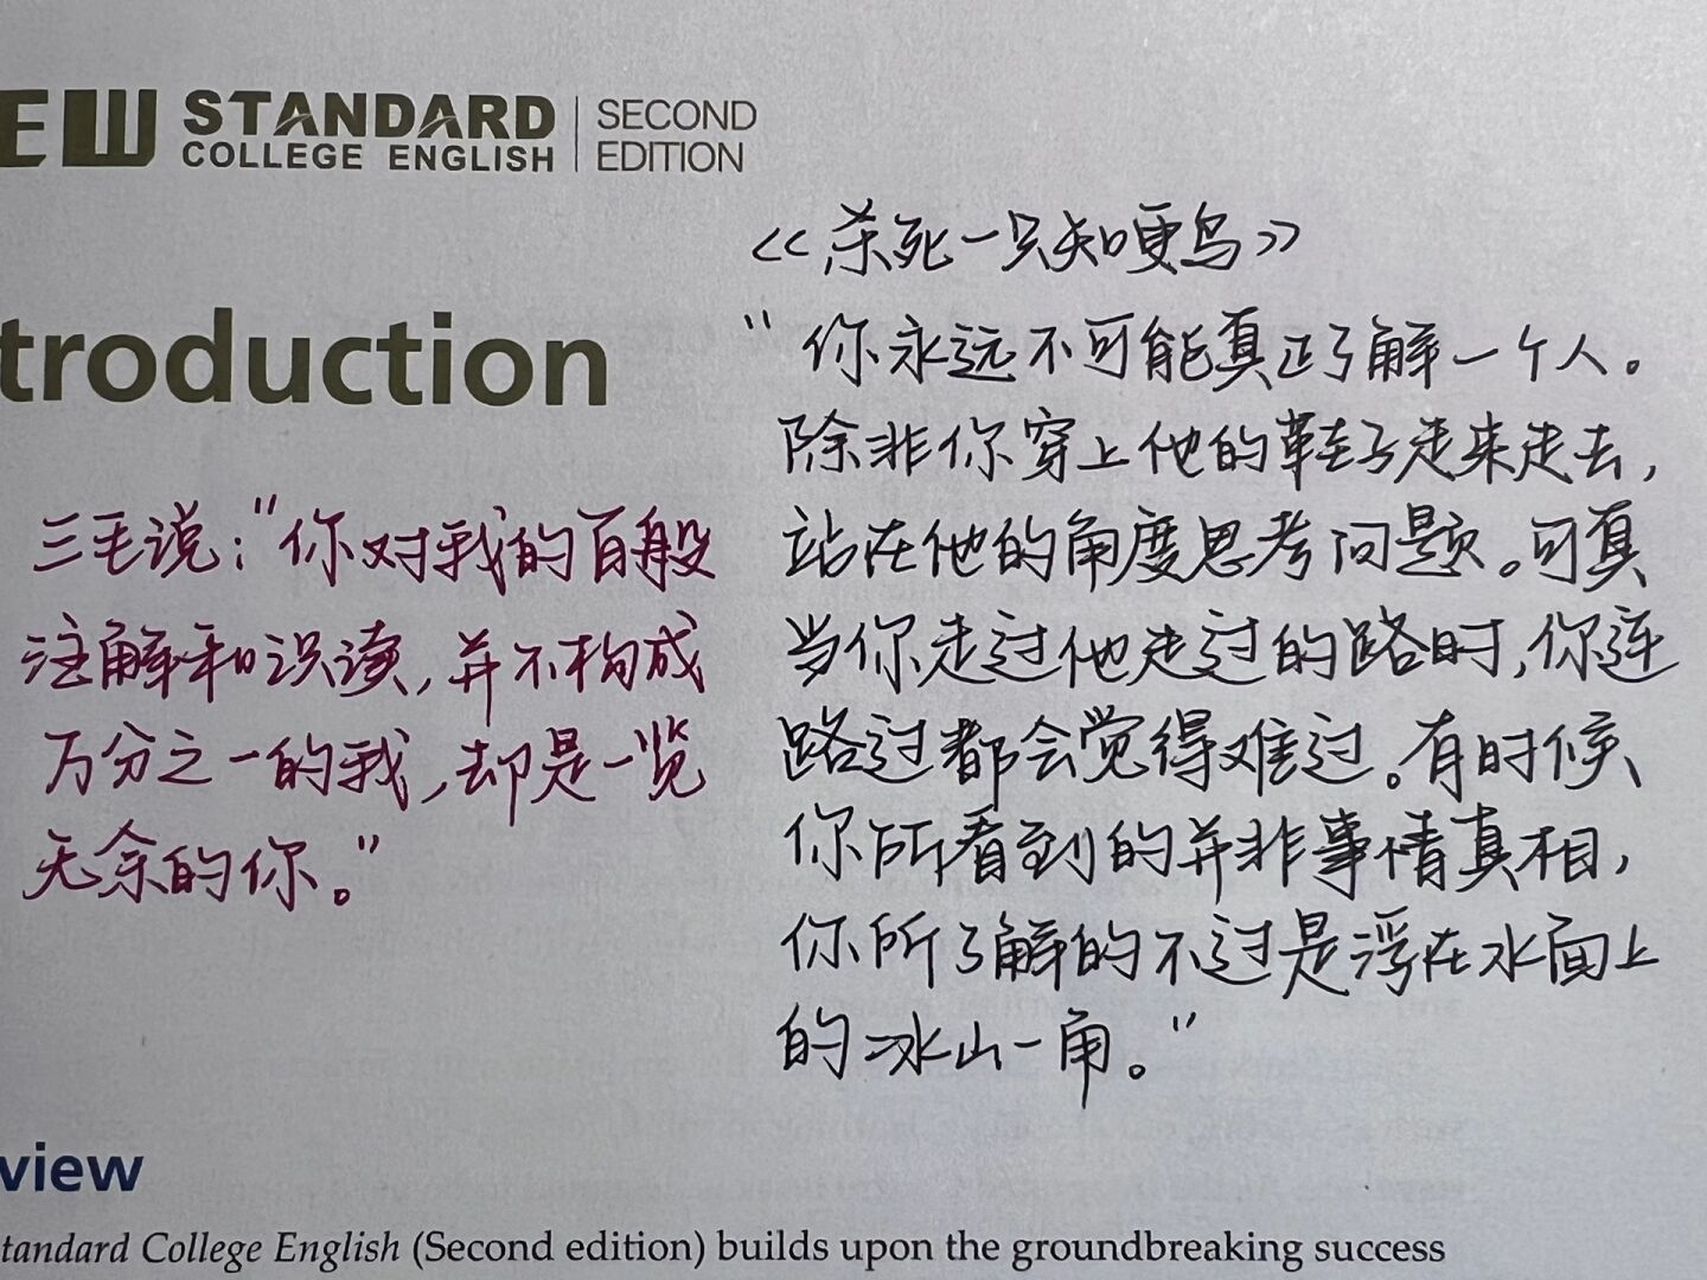 EW STANDARD
COLLEGE ENGLISH
SECOND
EDITION
troduction
三毛说："你对我的百般
注解和识读,并不构成
万分之一的我,却是一览
无余的你。"
<<杀死一只知更鸟>>
"你永远不可能真正了解一个人。
除非你穿上他的鞋子走来走去,
站在他的角度思考问题。可真
当你走过他走过的路时,你连
路过都会觉得难过。有时候、
你所看到的并非事情真相,
你所了解的不过是浮在水面上
的冰山一角。"
view
tandard College English (Second edition) builds upon the groundbreaking success